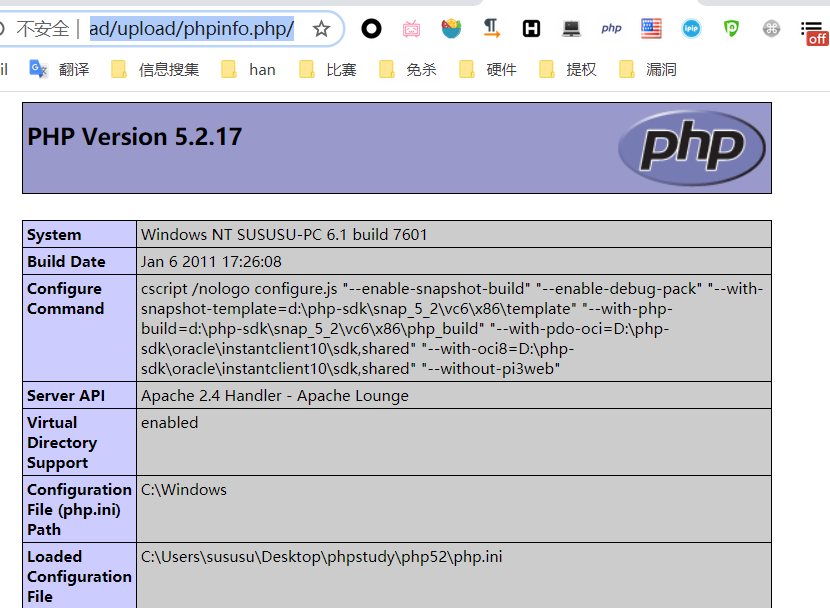 不安全 | ad/upload/phpinfo.php/
H php ipip P off
il 翻译 信息搜集 han 比赛 免杀 硬件 提权 漏洞
PHP Version 5.2.17 php
System Windows NT SUSUSU-PC 6.1 build 7601
Build Date Jan 6 2011 17:26:08
Configure cscript /nologo configure.js "--enable-snapshot-build" "--enable-debug-pack" "--with-
Command snapshot-template=d:\php-sdk\snap_5_2\vc6\x86\template" "--with-php-
build=d:\php-sdk\snap_5_2\vc6\x86\php_build" "--with-pdo-oci=D:\php-
sdk\oracle\instantclient10\sdk,shared" "--with-oci8=D:\php-
sdk\oracle\instantclient10\sdk,shared" "--without-pi3web"
Server API Apache 2.4 Handler - Apache Lounge
Virtual enabled
Directory
Support
Configuration C:\Windows
File (php.ini)
Path
Loaded C:\Users\sususu\Desktop\phpstudy\php52\php.ini
Configuration
File